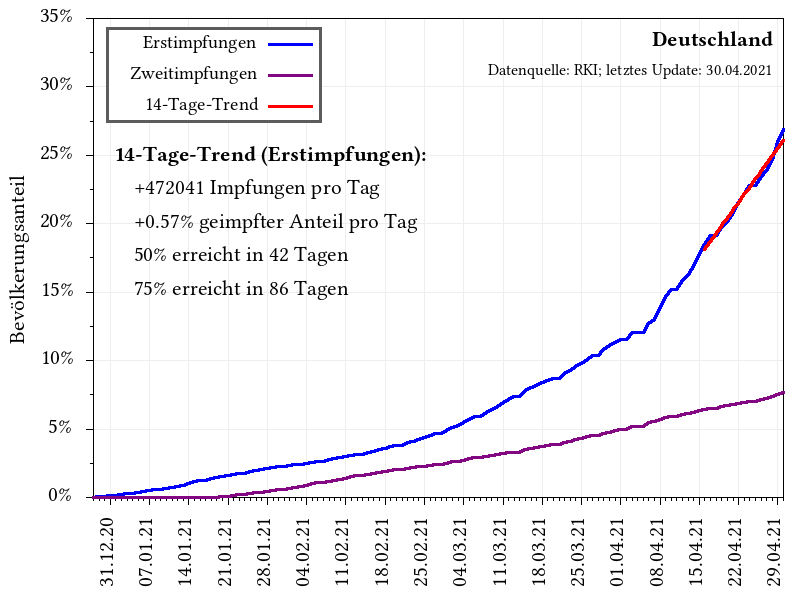 35%
30%
25%
20%
15%
10%
5%
0%
Bevölkerungsanteil
Erstimpfungen
Zweitimpfungen
14-Tage-Trend
Deutschland
Datenquelle: RKI; letztes Update: 30.04.2021
14-Tage-Trend (Erstimpfungen):
+472041 Impfungen pro Tag
+0.57% geimpfter Anteil pro Tag
50% erreicht in 42 Tagen
75% erreicht in 86 Tagen
31.12.20
07.01.21
14.01.21
21.01.21
28.01.21
04.02.21
11.02.21
18.02.21
25.02.21
04.03.21
11.03.21
18.03.21
25.03.21
01.04.21
08.04.21
15.04.21
22.04.21
29.04.21